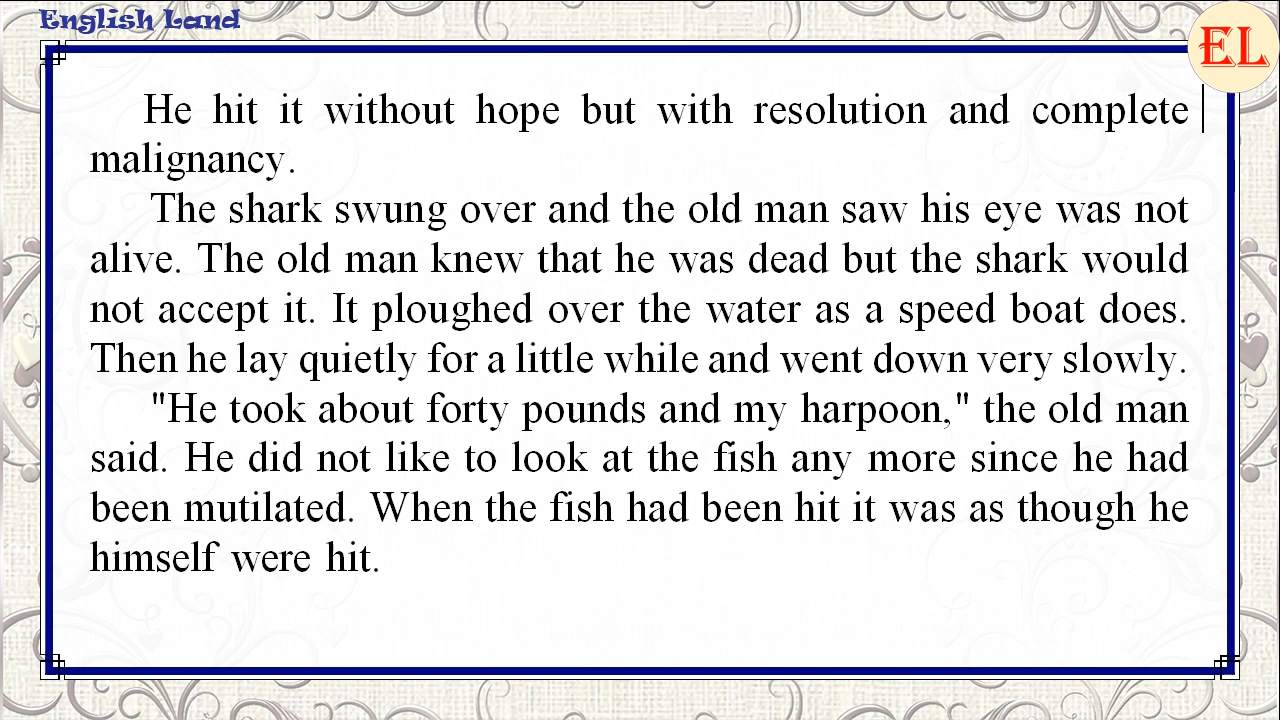 English Land
EL
He hit it without hope but with resolution and complete
malignancy.
The shark swung over and the old man saw his eye was not
alive. The old man knew that he was dead but the shark would
not accept it. It ploughed over the water as a speed boat does.
Then he lay quietly for a little while and went down very slowly.
"He took about forty pounds and my harpoon," the old man
said. He did not like to look at the fish any more since he had
been mutilated. When the fish had been hit it was as though he
himself were hit.